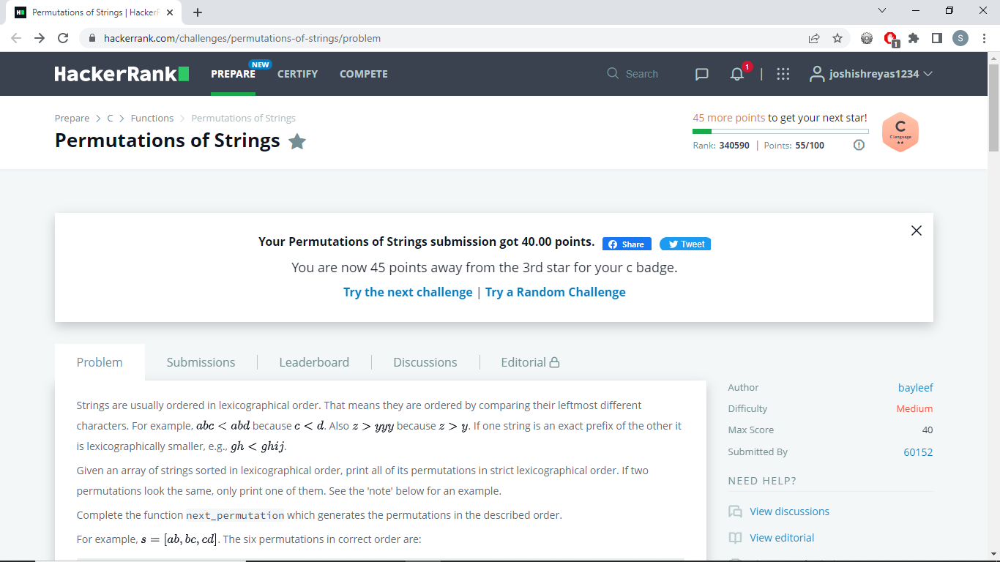 Permutations of Strings | HackerR
hackerrank.com/challenges/permutations-of-strings/problem
1
S
HackerRank
PREPARE
NEW
CERTIFY
COMPETE
Search
1
joshishreyas1234
Prepare > C > Functions > Permutations of Strings
Permutations of Strings
45 more points to get your next star!
Rank: 340590 | Points: 55/100
C
C language
Your Permutations of Strings submission got 40.00 points.
Share
Tweet
You are now 45 points away from the 3rd star for your c badge.
Try the next challenge | Try a Random Challenge
Problem
Submissions
Leaderboard
Discussions
Editorial
Strings are usually ordered in lexicographical order. That means they are ordered by comparing their leftmost different
characters. For example, abc < abd because c < d. Also z > yyy because z > y. If one string is an exact prefix of the other it
is lexicographically smaller, e.g., gh < ghij.
Given an array of strings sorted in lexicographical order, print all of its permutations in strict lexicographical order. If two
permutations look the same, only print one of them. See the 'note' below for an example.
Complete the function next_permutation which generates the permutations in the described order.
For example, s = [ab, bc, cd]. The six permutations in correct order are:
Author bayleef
Difficulty Medium
Max Score 40
Submitted By 60152
NEED HELP?
View discussions
View editorial